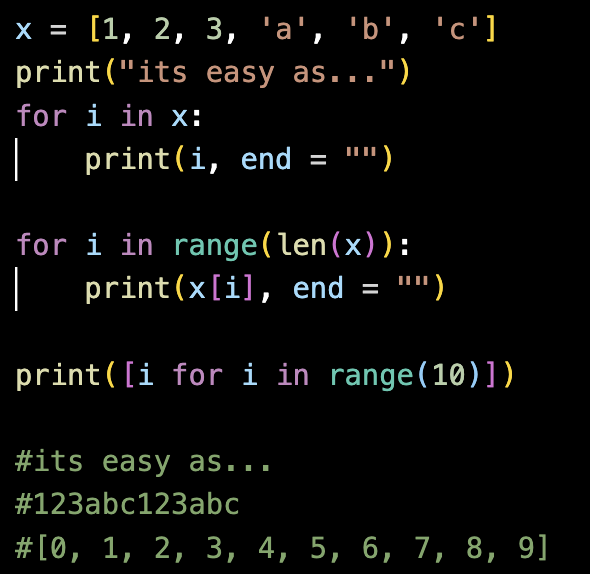 x = [1, 2, 3, 'a', 'b', 'c']
print("its easy as...")
for i in x:
    print(i, end = "")
for i in range(len(x)):
    print(x[i], end = "")
print([i for i in range(10)])
#its easy as...
#123abc123abc
#[0, 1, 2, 3, 4, 5, 6, 7, 8, 9]